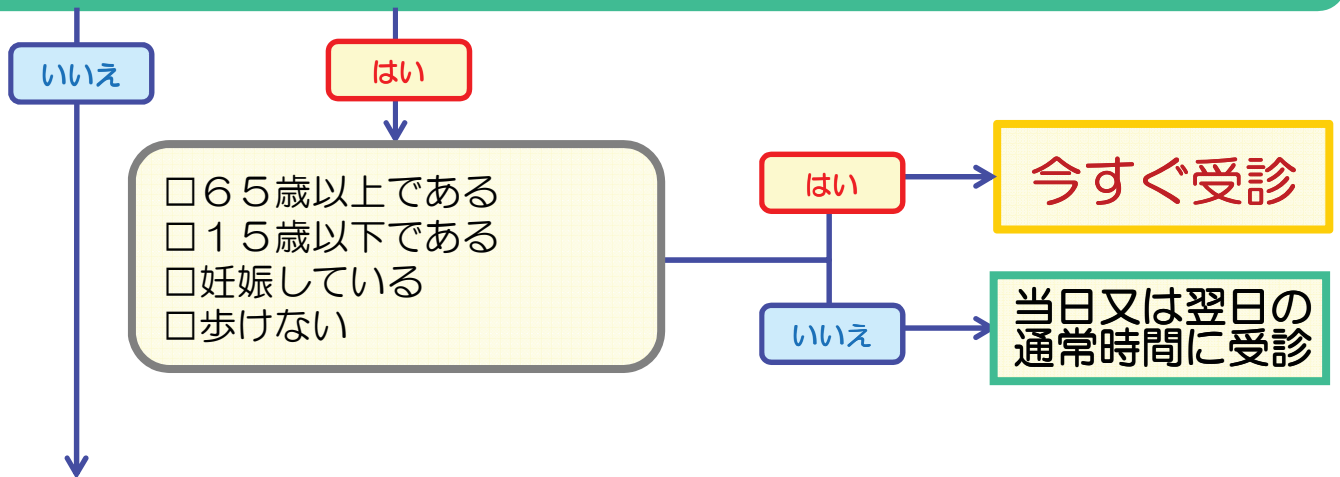 いいえ
はい
□６５歳以上である
□１５歳以下である
□妊娠している
□歩けない
はい
今すぐ受診
いいえ
当日又は翌日の
通常時間に受診